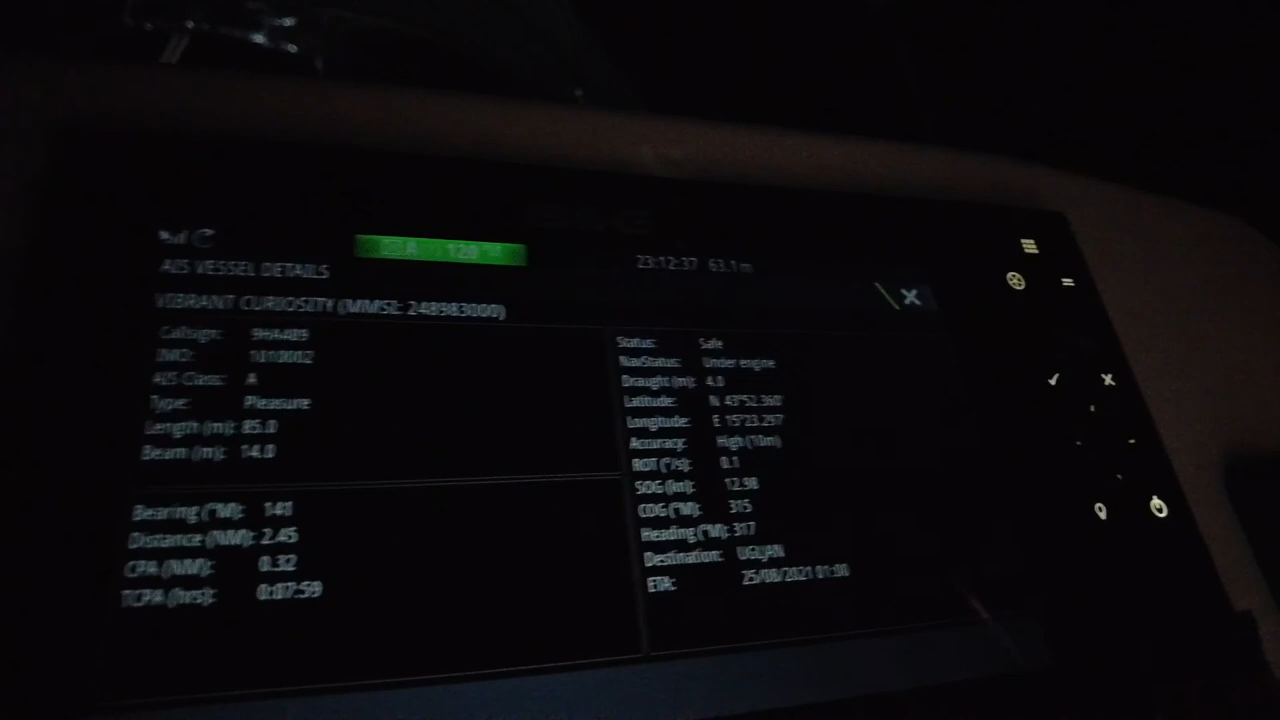 128 °M
23:12:37 63.1 m
AIS VESSEL DETAILS
VIBRANT CURIOSITY (MMSI: 248983000)
Callsign:
IMO: 1010002
AIS Class: A
Type: Pleasure
Length (m): 85.0
Beam (m): 14.0
Bearing (°M): 141
Distance (NM): 2.45
CPA (NM): 0.32
TCPA (hrs): 0:07:59
Status: Safe
NavStatus: Under engine
Draught (m): 4.0
Latitude: N 43°52.360'
Longitude: E 15°23.297'
Accuracy: High (10m)
ROT (°/s): 0.1
SOG (kn): 12.98
COG (°M): 315
Heading (°M): 317
Destination: UGLJAN
ETA: 25/08/2021 01:00